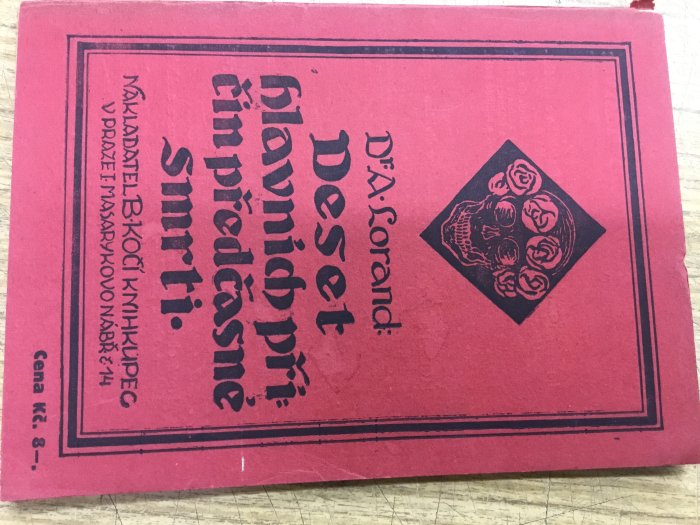 Dr. A. Lorand:
Deset
hlavních pří=
čin předčasné
smrti.
NAKLADATEL B. KOČÍ KNIHKUPEC
V PRAZE I. MASARYKOVO NÁBŘ. č. 14
Cena Kč. 8—.